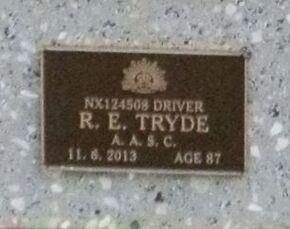 NX124508 DRIVER
R. E. TRYDE
A. A. S. C.
11. 6. 2013 AGE 87